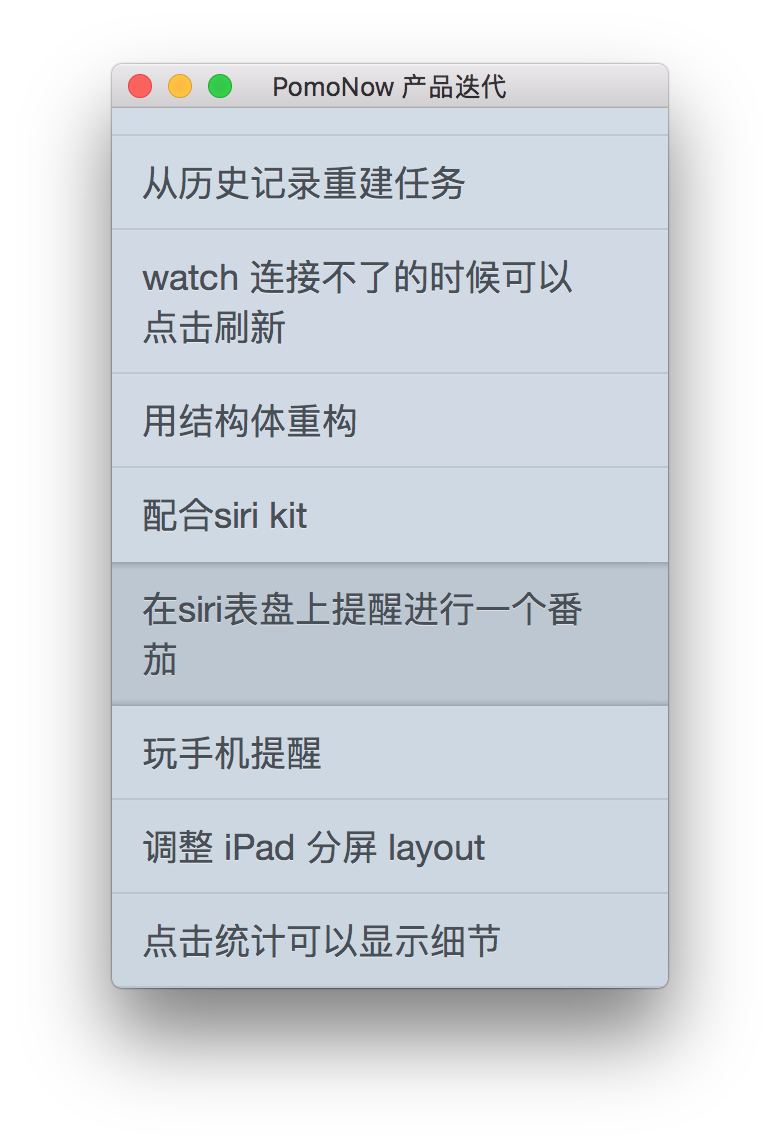 PomoNow 产品迭代
从历史记录重建任务
watch 连接不了的时候可以
点击刷新
用结构体重构
配合siri kit
在siri表盘上提醒进行一个番
茄
玩手机提醒
调整 iPad 分屏 layout
点击统计可以显示细节